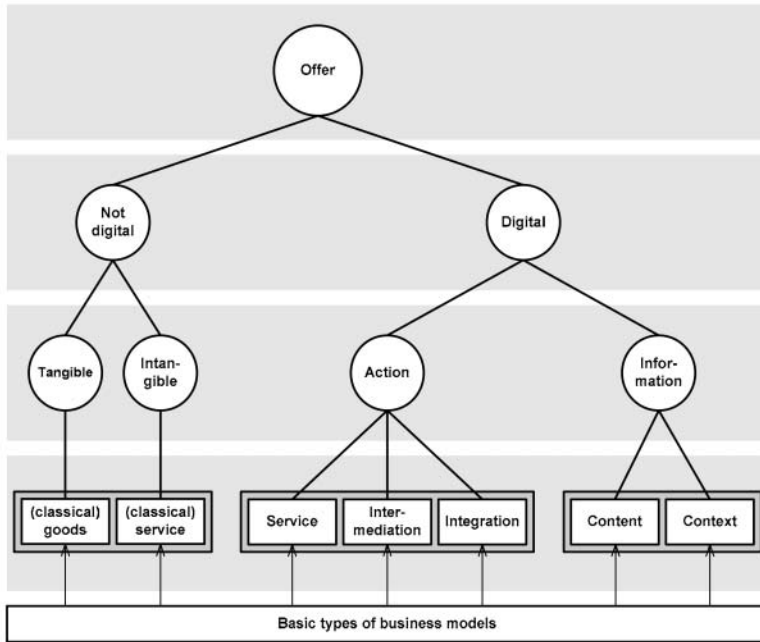 Offer
Not
digital
Digital
Tangible
Intan-
gible
Action
Infor-
mation
(classical)
goods
(classical)
service
Service
Inter-
mediation
Integration
Content
Context
Basic types of business models